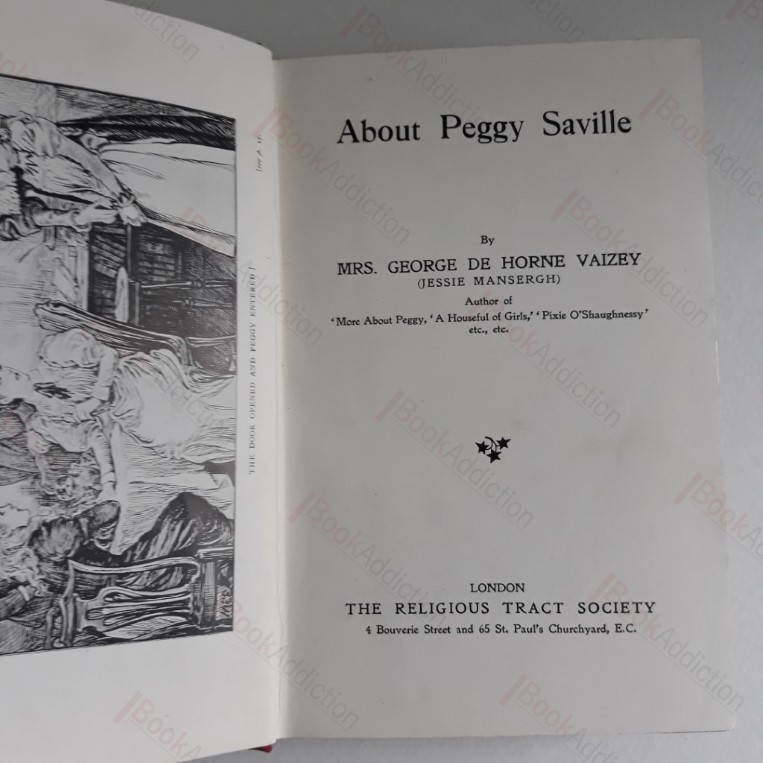 THE DOOR OPENED AND PEGGY ENTERED!
About Peggy Saville
By
MRS. GEORGE DE HORNE VAIZEY
(JESSIE MANSERGH)
Author of
'More About Peggy,' 'A Houseful of Girls,' 'Pixie O'Shaughnessy'
etc., etc.
LONDON
THE RELIGIOUS TRACT SOCIETY
4 Bouverie Street and 65 St. Paul's Churchyard, E.C.
BookAddiction